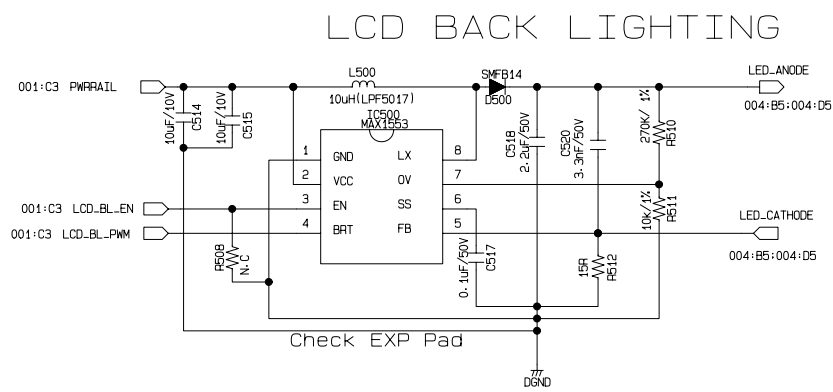 LCD BACK LIGHTING
001:C3 PWRRAIL
10uF/10V
C514
10uF/10V
C515
L500
10uH(LPF5017)
SMFB14
D500
LED_ANODE
004:B5:004:D5
IC500
MAX1553
C518
2.2uF/50V
C520
3.3nF/50V
270K/ 1%
R510
1 GND LX 8
2 VCC OV 7
3 EN SS 6
4 BRT FB 5
10k/1%
R511
001:C3 LCD_BL_EN
001:C3 LCD_BL_PWM
LED_CATHODE
004:B5:004:D5
R508
N.C
0.1uF/50V
C517
15R
R512
Check EXP Pad
DGND